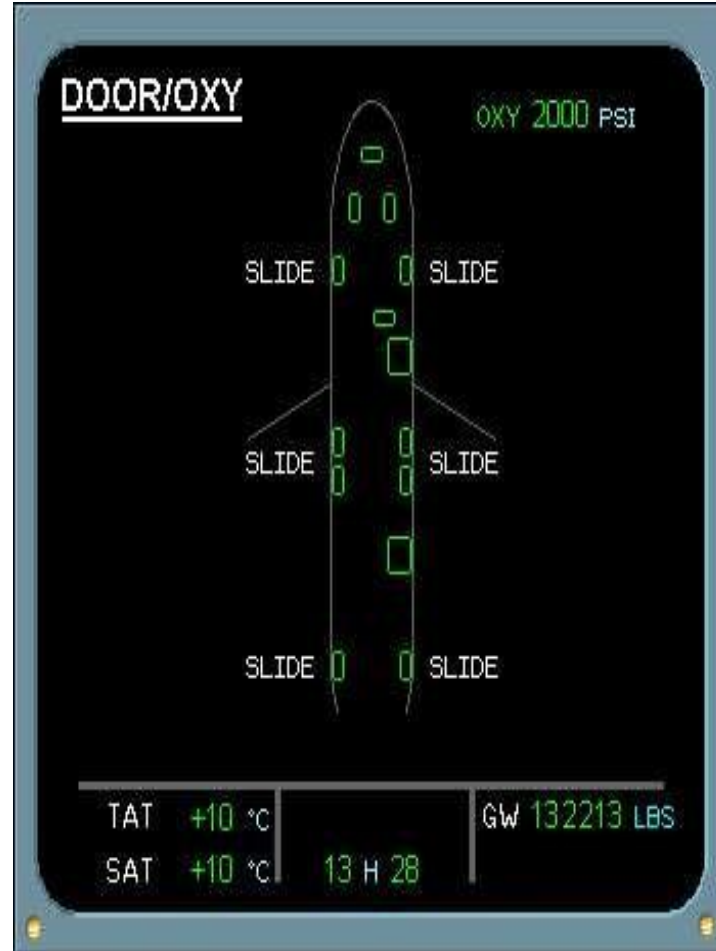 DOOR/OXY
OXY 2000 PSI
SLIDE SLIDE
SLIDE SLIDE
SLIDE SLIDE
TAT +10 °C
GW 132213 LBS
SAT +10 °C
13 H 28